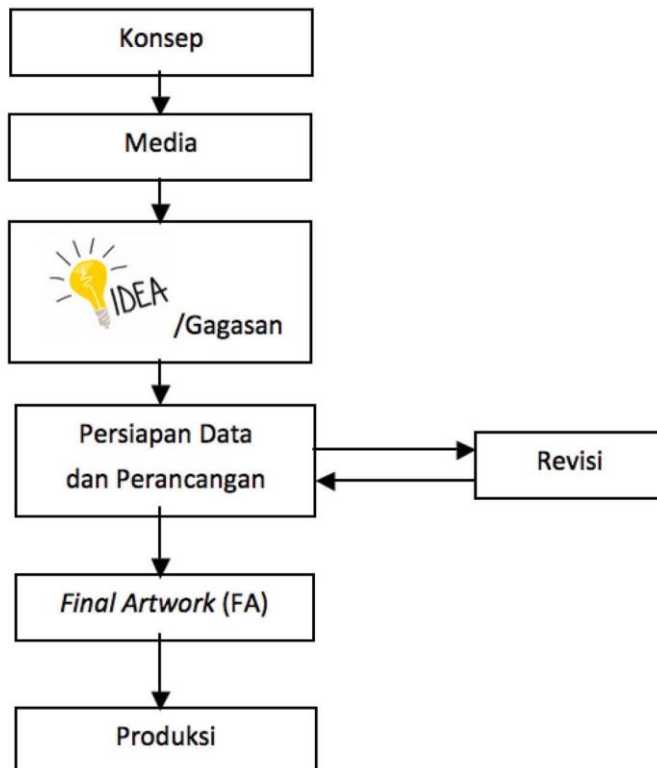 Konsep
Media
IDEA
/Gagasan
Persiapan Data
dan Perancangan
Revisi
Final Artwork (FA)
Produksi